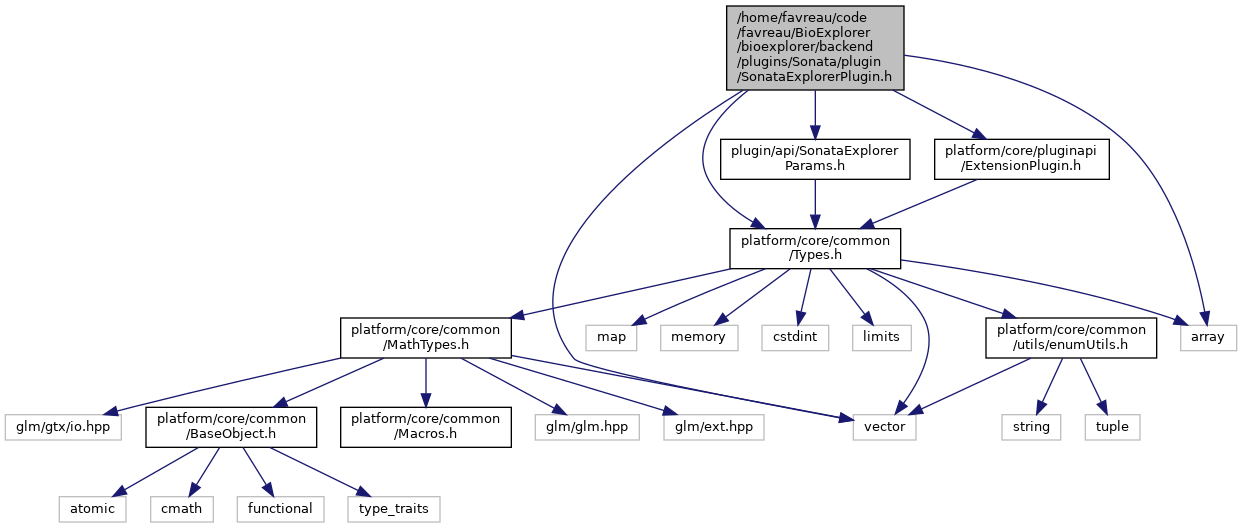 /home/favreau/code
/favreau/BioExplorer
/bioexplorer/backend
/plugins/Sonata/plugin
/SonataExplorerPlugin.h
plugin/api/SonataExplorer
Params.h
platform/core/pluginapi
/ExtensionPlugin.h
platform/core/common
/Types.h
platform/core/common
/MathTypes.h
map
memory
cstdint
limits
platform/core/common
/utils/enumUtils.h
array
glm/gtx/io.hpp
platform/core/common
/BaseObject.h
platform/core/common
/Macros.h
glm/glm.hpp
glm/ext.hpp
vector
string
tuple
atomic
cmath
functional
type_traits